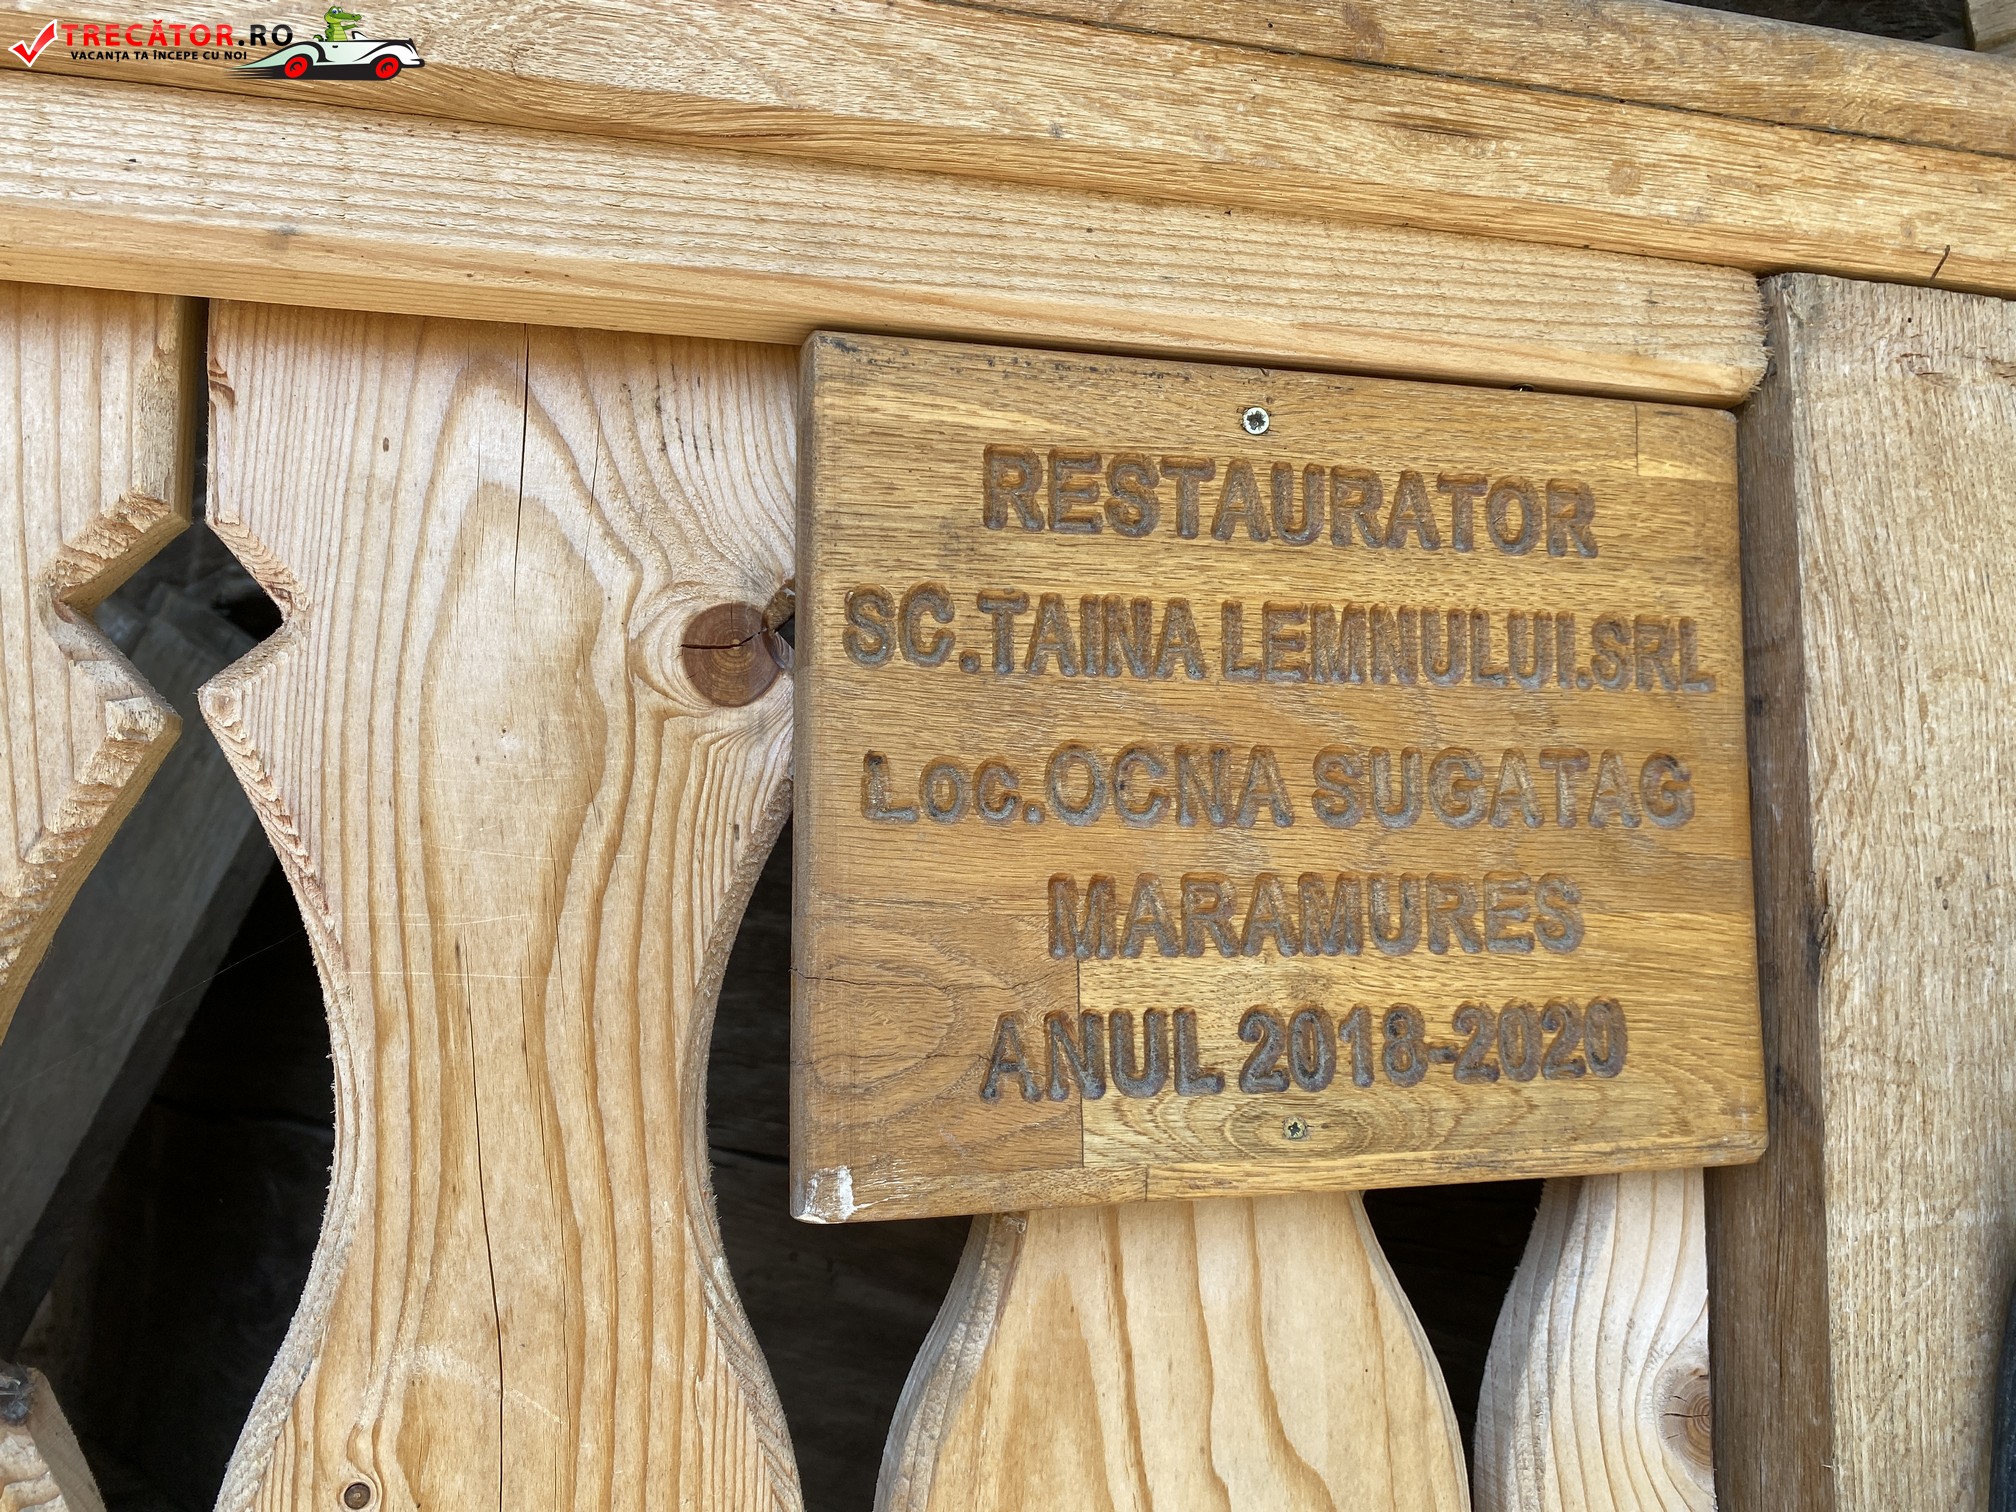 TRECĂTOR.RO
VACANȚA TA ÎNCEPE CU NOI
RESTAURATOR
SC.TAINA LEMNULUI.SRL
Loc.OCNA SUGATAG
MARAMURES
ANUL 2018-2020